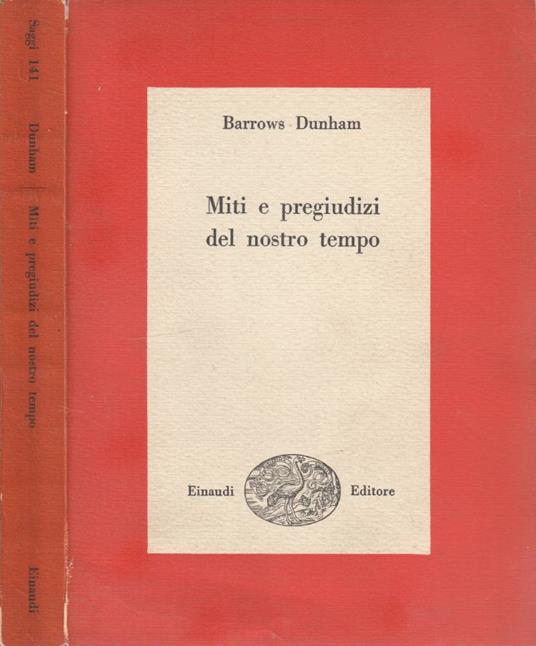 Saggi 141 Dunham Miti e pregiudizi del nostro tempo Einaudi
Barrows Dunham
Miti e pregiudizi
del nostro tempo
Einaudi Editore